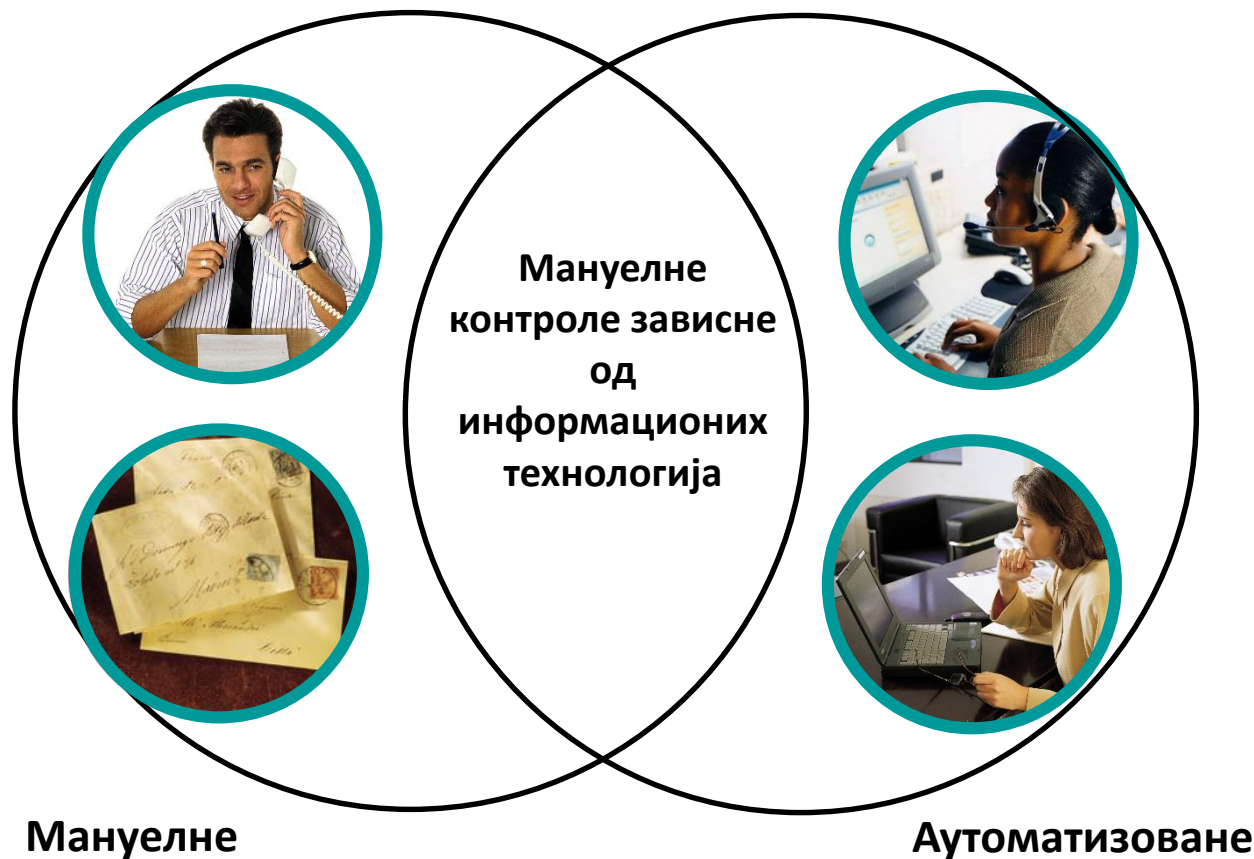 Мануелне
контроле зависне
од
информационих
технологија
Мануелне
Аутоматизоване